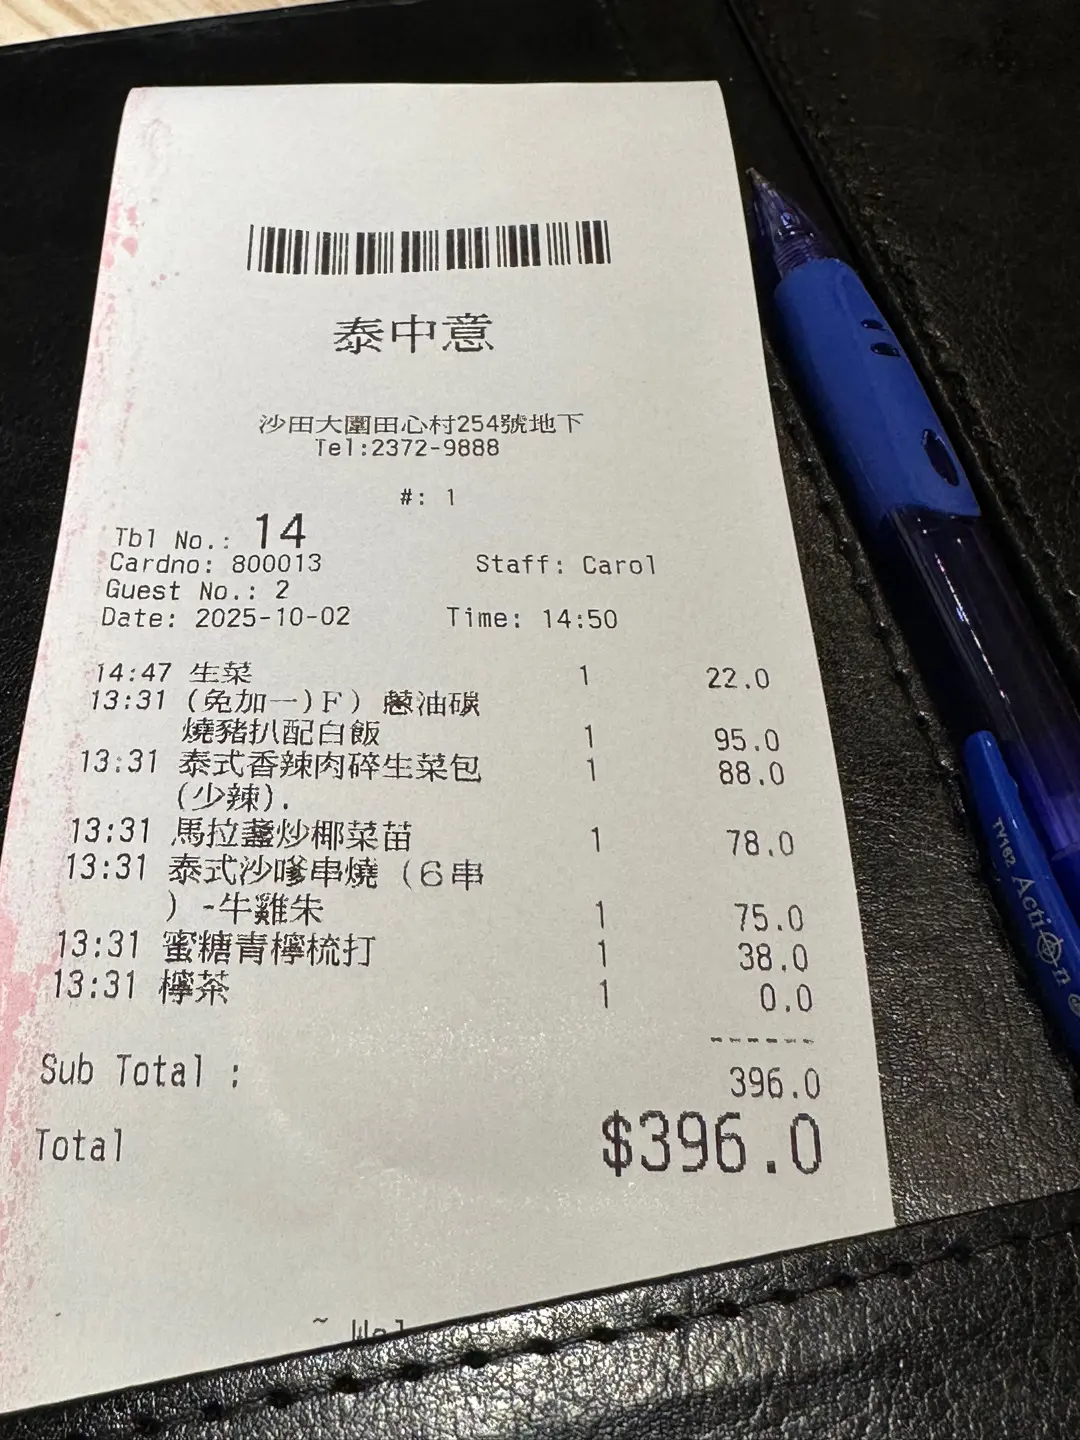 泰中意
沙田大圍田心村254號地下
Tel:2372-9888
#: 1
Tbl No.: 14
Cardno: 800013 Staff: Carol
Guest No.: 2
Date: 2025-10-02 Time: 14:50
14:47 生菜 1 22.0
13:31 (免加一)F) 蔥油碳
燒豬扒配白飯 1 95.0
13:31 泰式香辣肉碎生菜包 1 88.0
(少辣).
13:31 馬拉盞炒椰菜苗 1 78.0
13:31 泰式沙嗲串燒 (6串
) -牛雞朱 1 75.0
13:31 蜜糖青檸梳打 1 38.0
13:31 檸茶 1 0.0
------
Sub Total : 396.0
Total $396.0
TY162 Action